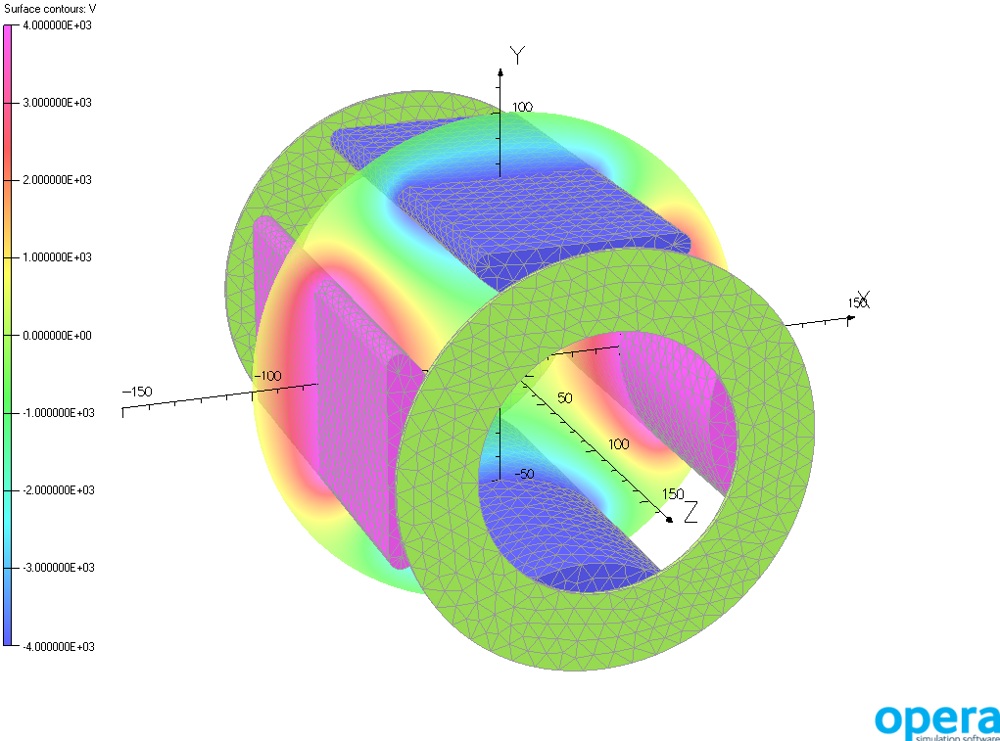 Surface contours: V
4.000000E+03
3.000000E+03
2.000000E+03
1.000000E+03
0.000000E+00
-1.000000E+03
-2.000000E+03
-3.000000E+03
-4.000000E+03
Y
100
150
X
-150
-100
50
100
-50
150
Z
opera
simulation software